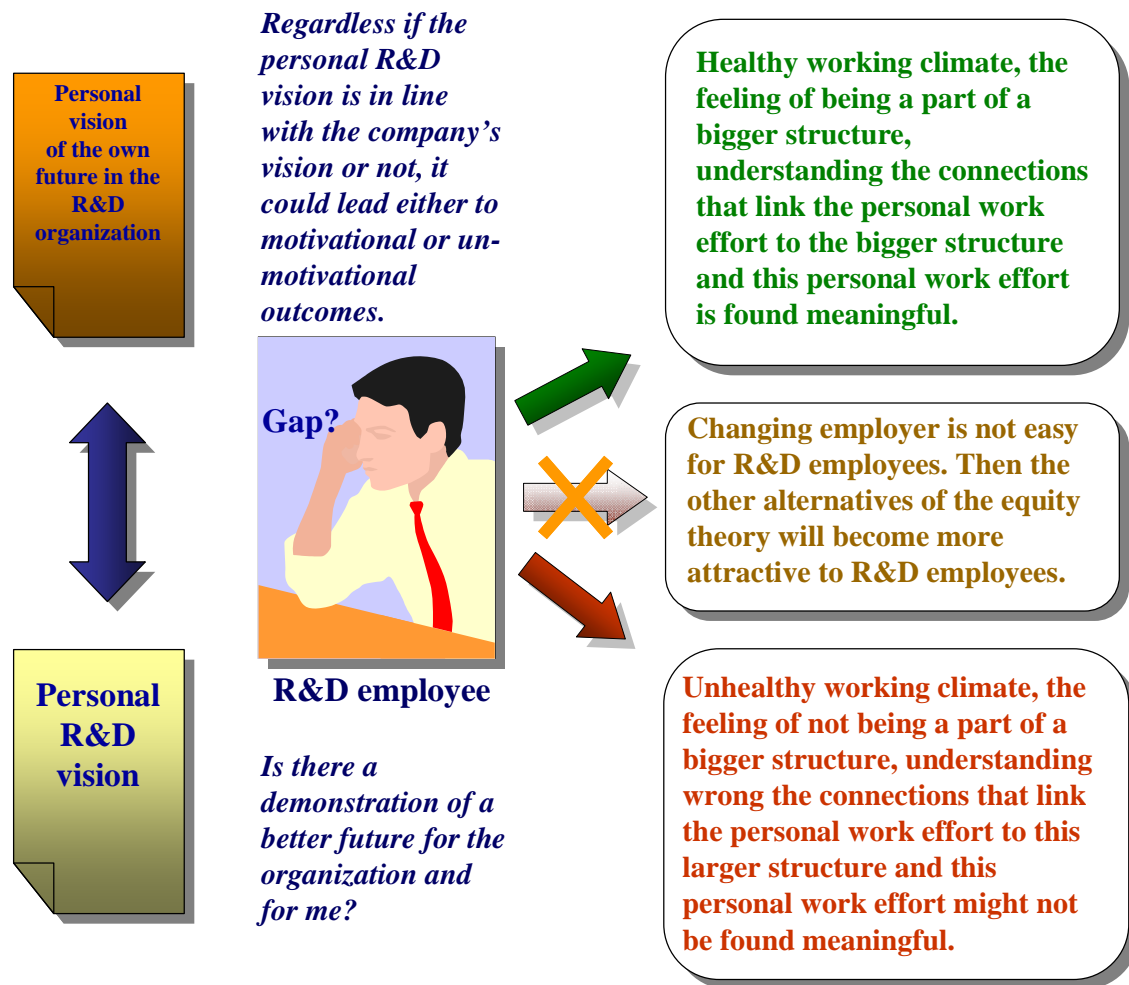 Personal
vision
of the own
future in the
R&D
organization
Regardless if the
personal R&D
vision is in line
with the company's
vision or not, it
could lead either to
motivational or un-
motivational
outcomes.
Healthy working climate, the
feeling of being a part of a
bigger structure,
understanding the connections
that link the personal work
effort to the bigger structure
and this personal work effort
is found meaningful.
Gap?
Changing employer is not easy
for R&D employees. Then the
other alternatives of the equity
theory will become more
attractive to R&D employees.
Personal
R&D
vision
R&D employee
Is there a
demonstration of a
better future for the
organization and
for me?
Unhealthy working climate, the
feeling of not being a part of a
bigger structure, understanding
wrong the connections that link
the personal work effort to this
larger structure and this
personal work effort might not
be found meaningful.